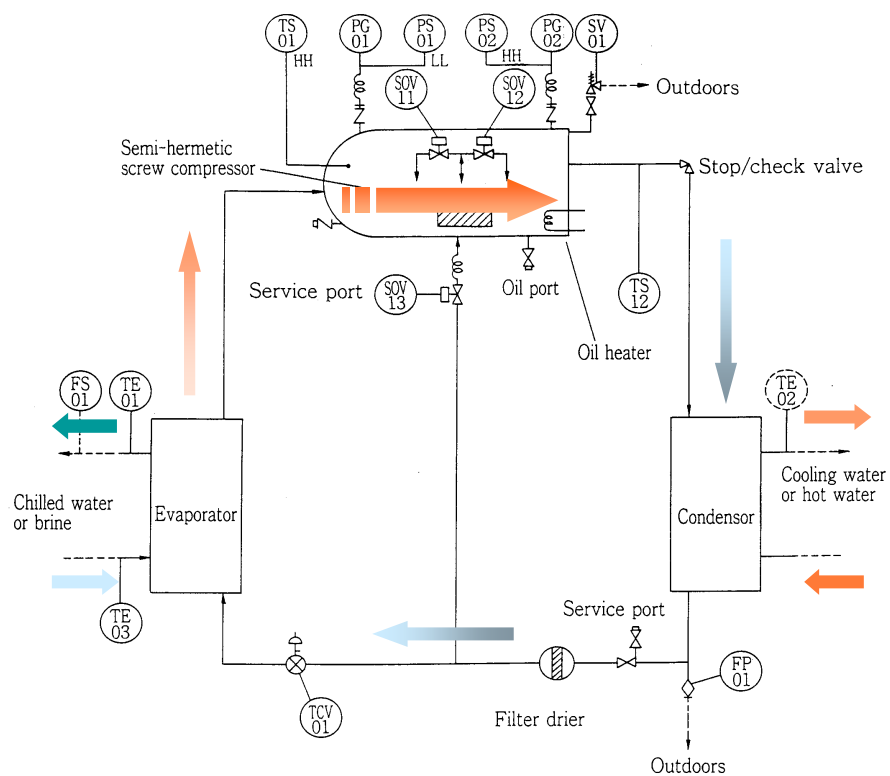 TS
01
PG
01
PS
01
PS
02
PG
02
SV
01
HH
LL
HH
SOV
11
SOV
12
Outdoors
Semi-hermetic
screw compressor
Stop/check valve
Service port
SOV
13
Oil port
TS
12
Oil heater
FS
01
TE
01
TE
02
Chilled water
or brine
Evaporator
Condensor
Cooling water
or hot water
TE
03
Service port
FP
01
TCV
01
Filter drier
Outdoors